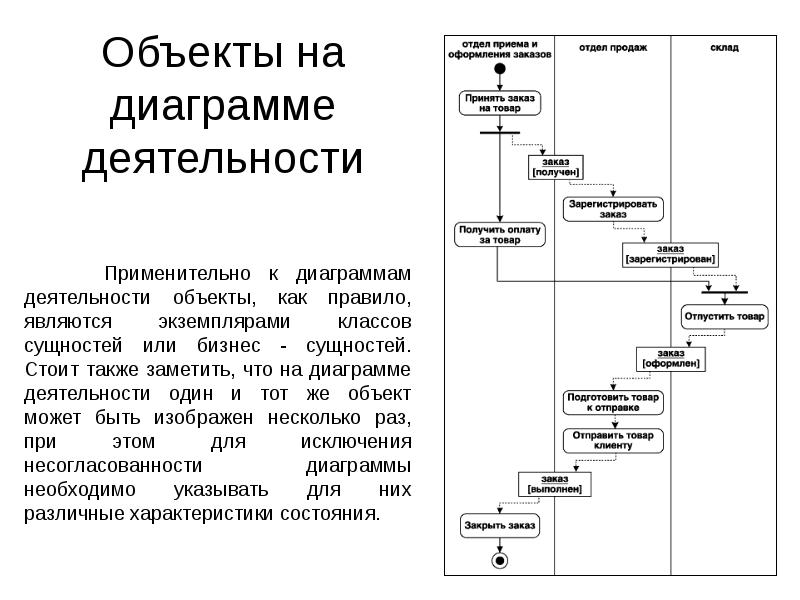 Объекты на
диаграмме
деятельности
Применительно к диаграммам
деятельности объекты, как правило,
являются экземплярами классов
сущностей или бизнес - сущностей.
Стоит также заметить, что на диаграмме
деятельности один и тот же объект
может быть изображен несколько раз,
при этом для исключения
несогласованности диаграммы
необходимо указывать для них
различные характеристики состояния.
отдел приема и
оформления заказов
отдел продаж
склад
Принять заказ
на товар
заказ
[получен]
Зарегистрировать
заказ
Получить оплату
за товар
заказ
[зарегистрирован]
Отпустить товар
заказ
[оформлен]
Подготовить товар
к отправке
Отправить товар
клиенту
заказ
[выполнен]
Закрыть заказ